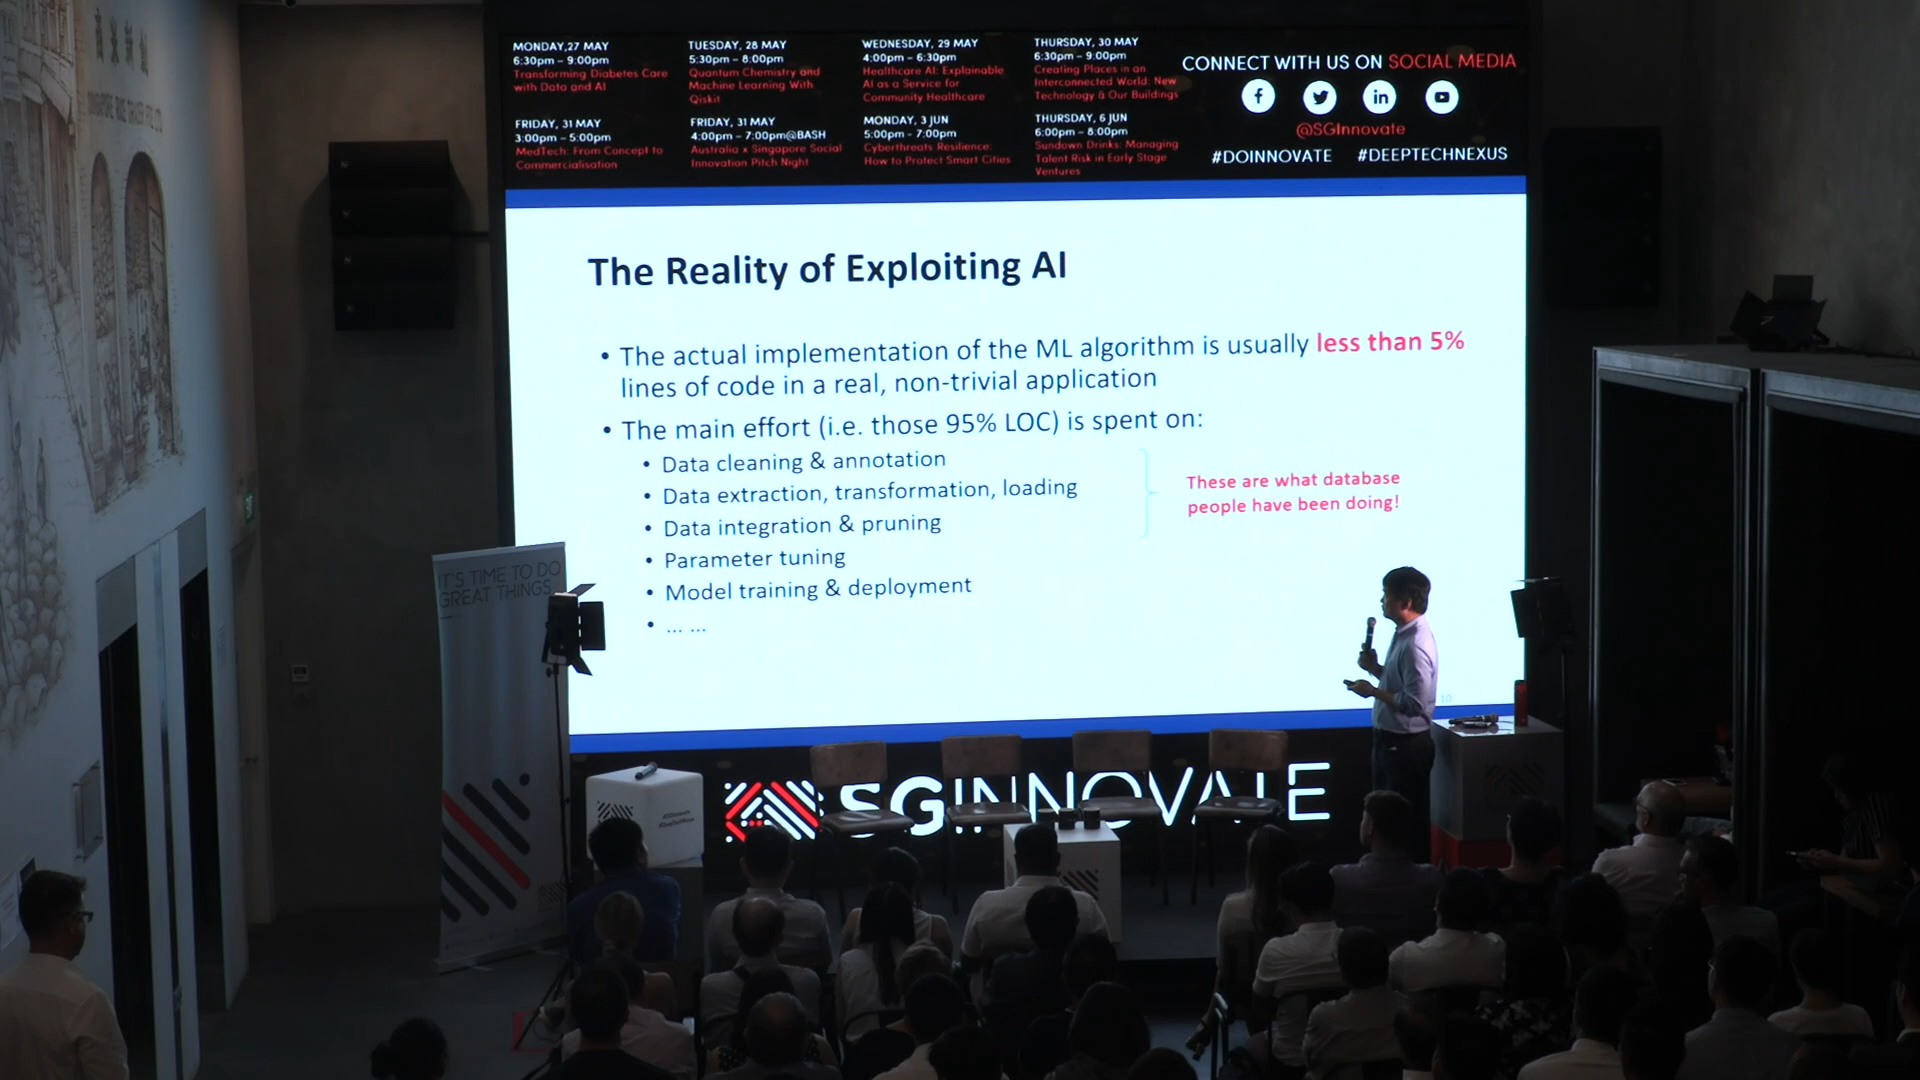 MONDAY,27 MAY
6:30pm – 9:00pm
Transforming Diabetes Care
with Data and AI
TUESDAY, 28 MAY
5:30pm – 8:00pm
Quantum Chemistry and
Machine Learning With
Qiskit
WEDNESDAY, 29 MAY
4:00pm – 6:30pm
Healthcare AI: Explainable
AI as a Service for
Community Healthcare
THURSDAY, 30 MAY
6:30pm – 9:00pm
Creating Places in an
Interconnected World: New
Technology & Our Buildings
FRIDAY, 31 MAY
3:00pm – 5:00pm
MedTech: From Concept to
Commercialisation
FRIDAY, 31 MAY
4:00pm – 7:00pm@BASH
Australia x Singapore Social
Innovation Pitch Night
MONDAY, 3 JUN
5:00pm - 7:00pm
Cyberthreats Resilience:
How to Protect Smart Cities
THURSDAY, 6 JUN
6:00pm – 8:00pm
Sundown Drinks: Managing
Talent Risk in Early Stage
Ventures
CONNECT WITH US ON SOCIAL MEDIA
@SGInnovate
#DOINNOVATE #DEEPTECHNEXUS
The Reality of Exploiting AI
• The actual implementation of the ML algorithm is usually less than 5%
lines of code in a real, non-trivial application
• The main effort (i.e. those 95% LOC) is spent on:
• Data cleaning & annotation
• Data extraction, transformation, loading
• Data integration & pruning
• Parameter tuning
• Model training & deployment
• ... ...
These are what database
people have been doing!
10
IT'S TIME TO DO
GREAT THINGS
SGINNOVATE